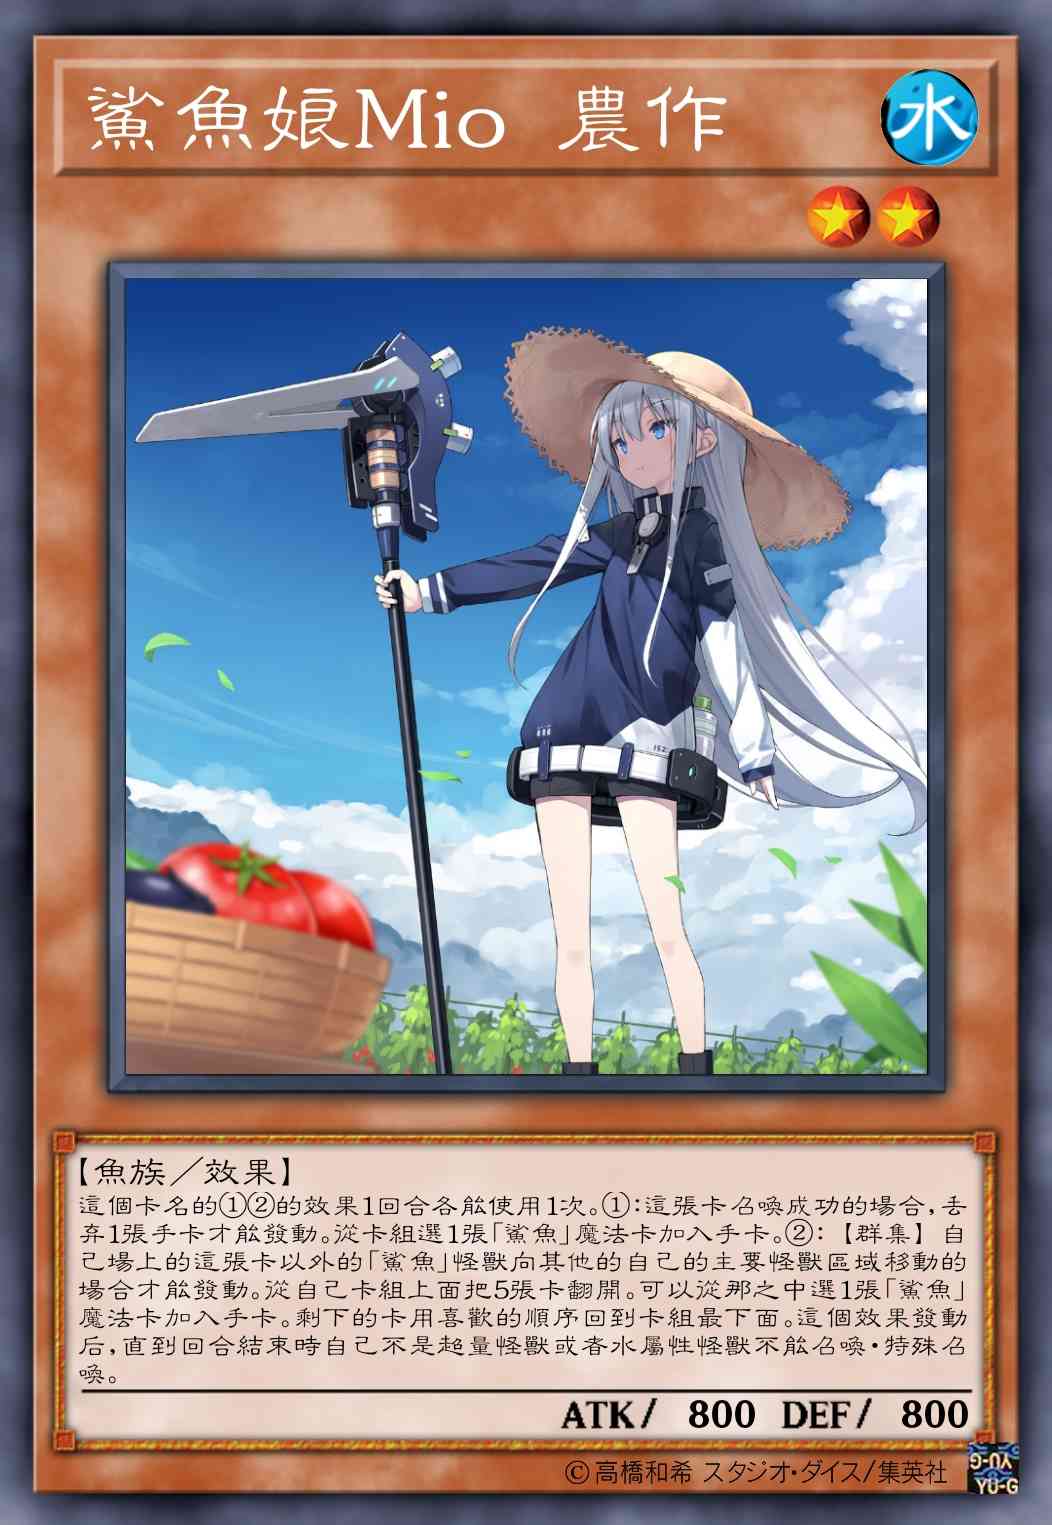 鯊魚娘Mio 農作
水
【魚族／效果】
這個卡名的①②的效果1回合各能使用1次。①：這張卡召喚成功的場合，丟
弃1張手卡才能發動。從卡組選1張「鯊魚」魔法卡加入手卡。②：【群集】自
己場上的這張卡以外的「鯊魚」怪獸向其他的自己的主要怪獸區域移動的
場合才能發動。從自己卡組上面把5張卡翻開。可以從那之中選1張「鯊魚」
魔法卡加入手卡。剩下的卡用喜歡的順序回到卡組最下面。這個效果發動
后，直到回合結束時自己不是超量怪獸或者水屬性怪獸不能召喚·特殊召
喚。
ATK/ 800 DEF/ 800
©高橋和希 スタジオ·ダイス/集英社
YU-G